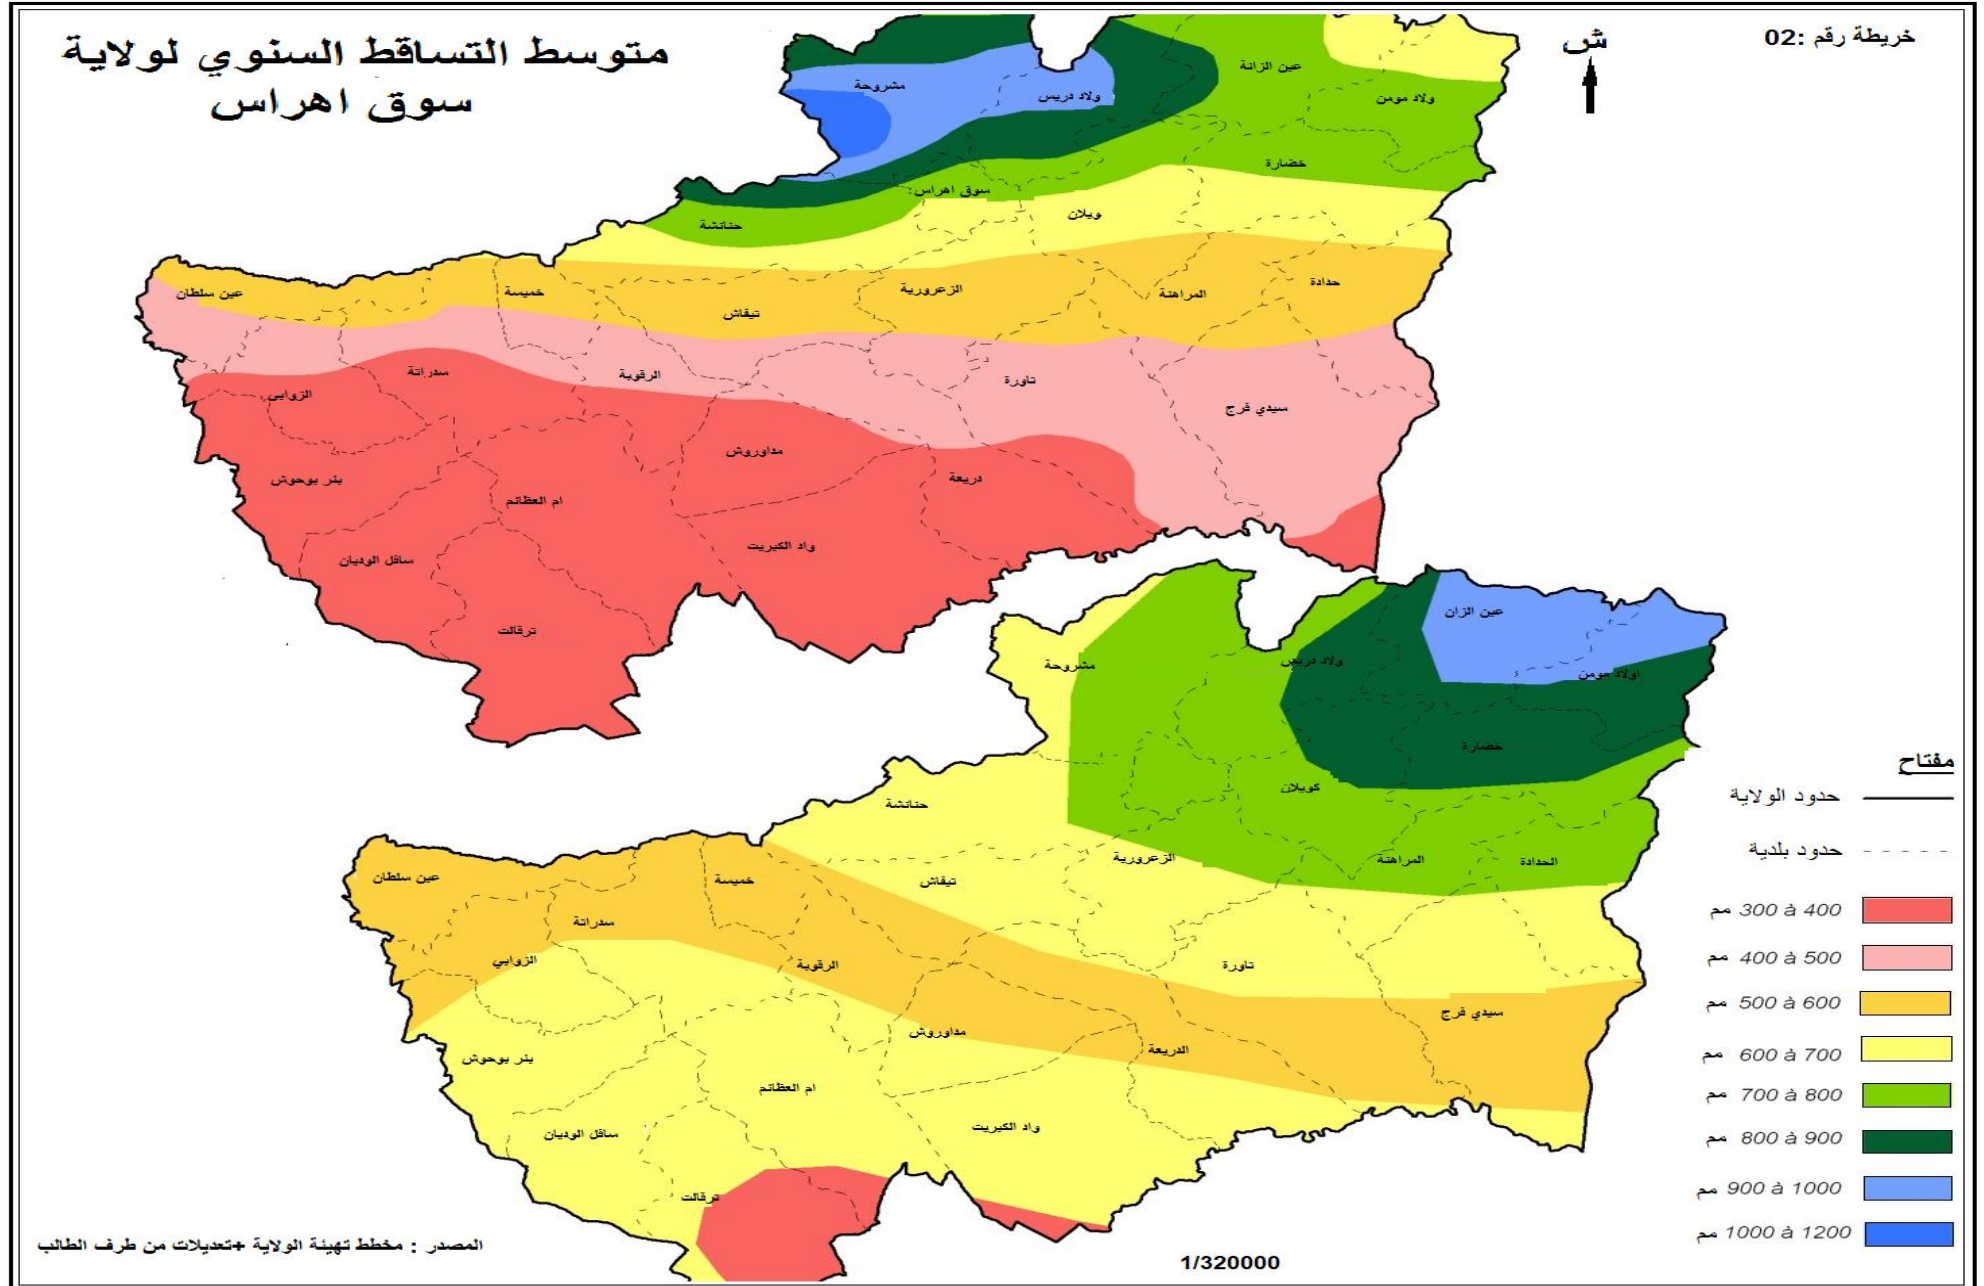 خريطة رقم :02
متوسط التساقط السنوي لولاية
سوق اهراس
ش
عين الزانة
مشروحة
ولاد دريس
ولاد مومن
خضارة
سوق اهراس
ويلان
حنانشة
حدادة
عين سلطان
خميسة
الزعرورية
المراهنة
تيفاش
سدراتة
الرقوبة
تاورة
الزوابي
سيدي فرج
مداوروش
بئر بوحوش
دريعة
ام العظائم
سافل الوديان
واد الكبريت
ترقالت
عين الزان
مشروحة
ولاد دريس
اولاد مومن
خضارة
كويلان
حنانشة
الزعرورية
المراهنة
الحدادة
عين سلطان
خميسة
تيفاش
سدراتة
الزوابي
الرقوبة
تاورة
سيدي فرج
مداوروش
الدريعة
بئر بوحوش
ام العظائم
سافل الوديان
واد الكبريت
ترقالت
مفتاح
حدود الولاية
حدود بلدية
300 à 400 مم
400 à 500 مم
500 à 600 مم
600 à 700 مم
700 à 800 مم
800 à 900 مم
900 à 1000 مم
1000 à 1200 مم
المصدر : مخطط تهيئة الولاية +تعديلات من طرف الطالب
1/320000